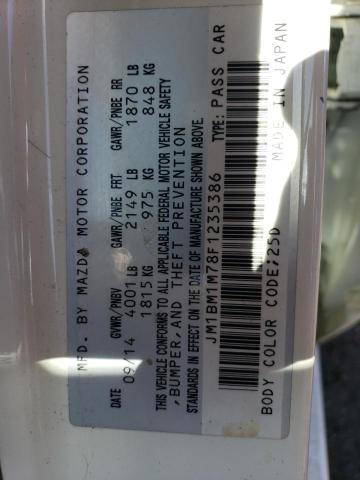 MFD. BY MAZDA MOTOR CORPORATION
GVWR/PNBV GAWR/PNBE FRT GAWR/PNBE RR
DATE 09/14 4001 LB 2149 LB 1870 LB
1815 KG 975 KG 848 KG
THIS VEHICLE CONFORMS TO ALL APPLICABLE FEDERAL MOTOR VEHICLE SAFETY
, BUMPER, AND THEFT PREVENTION
STANDARDS IN EFFECT ON THE DATE OF MANUFACTURE SHOWN ABOVE.
JM1BM1M78F1235386 TYPE: PASS CAR
BODY COLOR CODE;25D MADE IN JAPAN